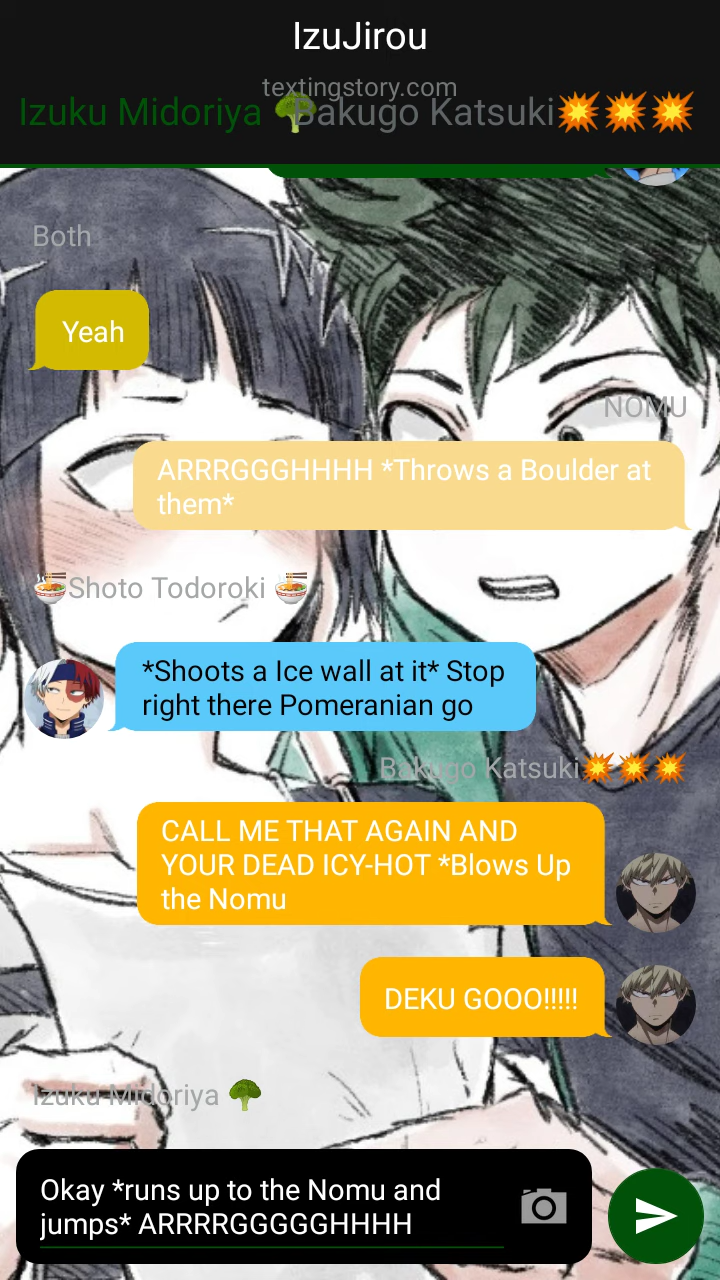 IzuJirou
textingstory.com
Izuku Midoriya 🥦 Bakugo Katsuki💥💥💥
Both
Yeah
NOMU
ARRRGGGHHHH *Throws a Boulder at
them*
🍜Shoto Todoroki 🍜
*Shoots a Ice wall at it* Stop
right there Pomeranian go
Bakugo Katsuki💥💥💥
CALL ME THAT AGAIN AND
YOUR DEAD ICY-HOT *Blows Up
the Nomu
DEKU GOOO!!!!!
Izuku Midoriya 🥦
Okay *runs up to the Nomu and
jumps* ARRRRGGGGGHHHH